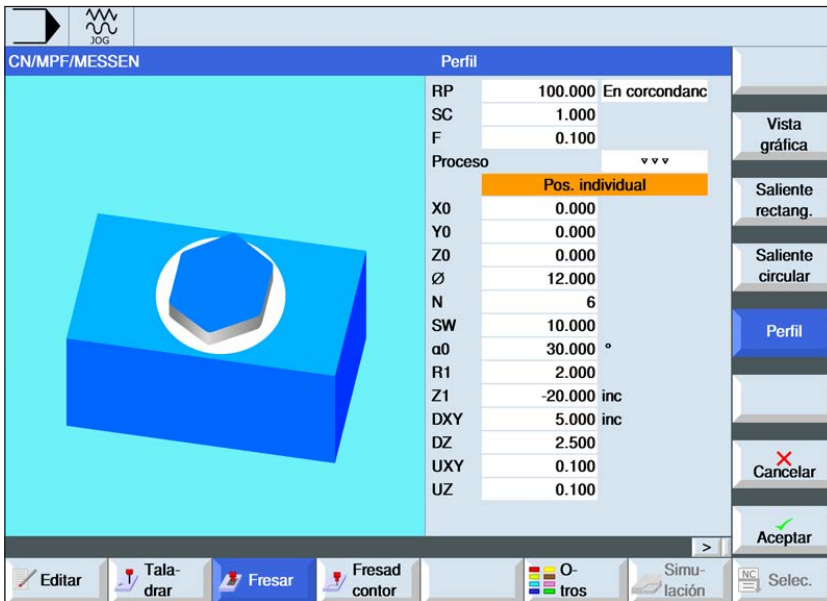 JOG
CN/MPF/MESSEN
Perfil
RP 100.000 En corcondanc
SC 1.000
F 0.100
Proceso ▿▿▿
Pos. individual
X0 0.000
Y0 0.000
Z0 0.000
Ø 12.000
N 6
SW 10.000
α0 30.000 °
R1 2.000
Z1 -20.000 inc
DXY 5.000 inc
DZ 2.500
UXY 0.100
UZ 0.100
Vista
gráfica
Saliente
rectang.
Saliente
circular
Perfil
Cancelar
Aceptar
>
Editar
Tala-
drar
Fresar
Fresad
contor
O-
tros
Simu-
lación
NC
Selec.